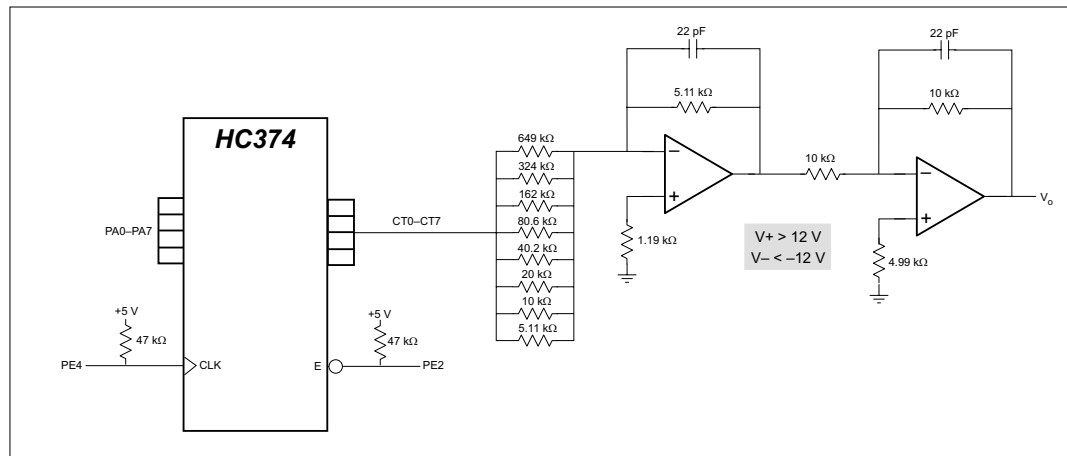 22 pF
22 pF
5.11 kΩ
10 kΩ
HC374
649 kΩ
324 kΩ
162 kΩ
80.6 kΩ
40.2 kΩ
20 kΩ
10 kΩ
5.11 kΩ
–
+
10 kΩ
–
+
Vo
PA0–PA7
CT0–CT7
1.19 kΩ
V+ > 12 V
V– < –12 V
4.99 kΩ
+5 V
47 kΩ
+5 V
47 kΩ
PE4
CLK
E
PE2